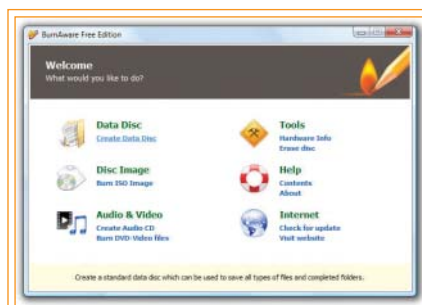 BurnAware Free Edition
Welcome
What would you like to do?
Data Disc
Create Data Disc
Disc Image
Burn ISO Image
Audio & Video
Create Audio CD
Burn DVD-Video files
Tools
Hardware Info
Erase disc
Help
Contents
About
Internet
Check for update
Visit website
Create a standard data disc which can be used to save all types of files and completed folders.